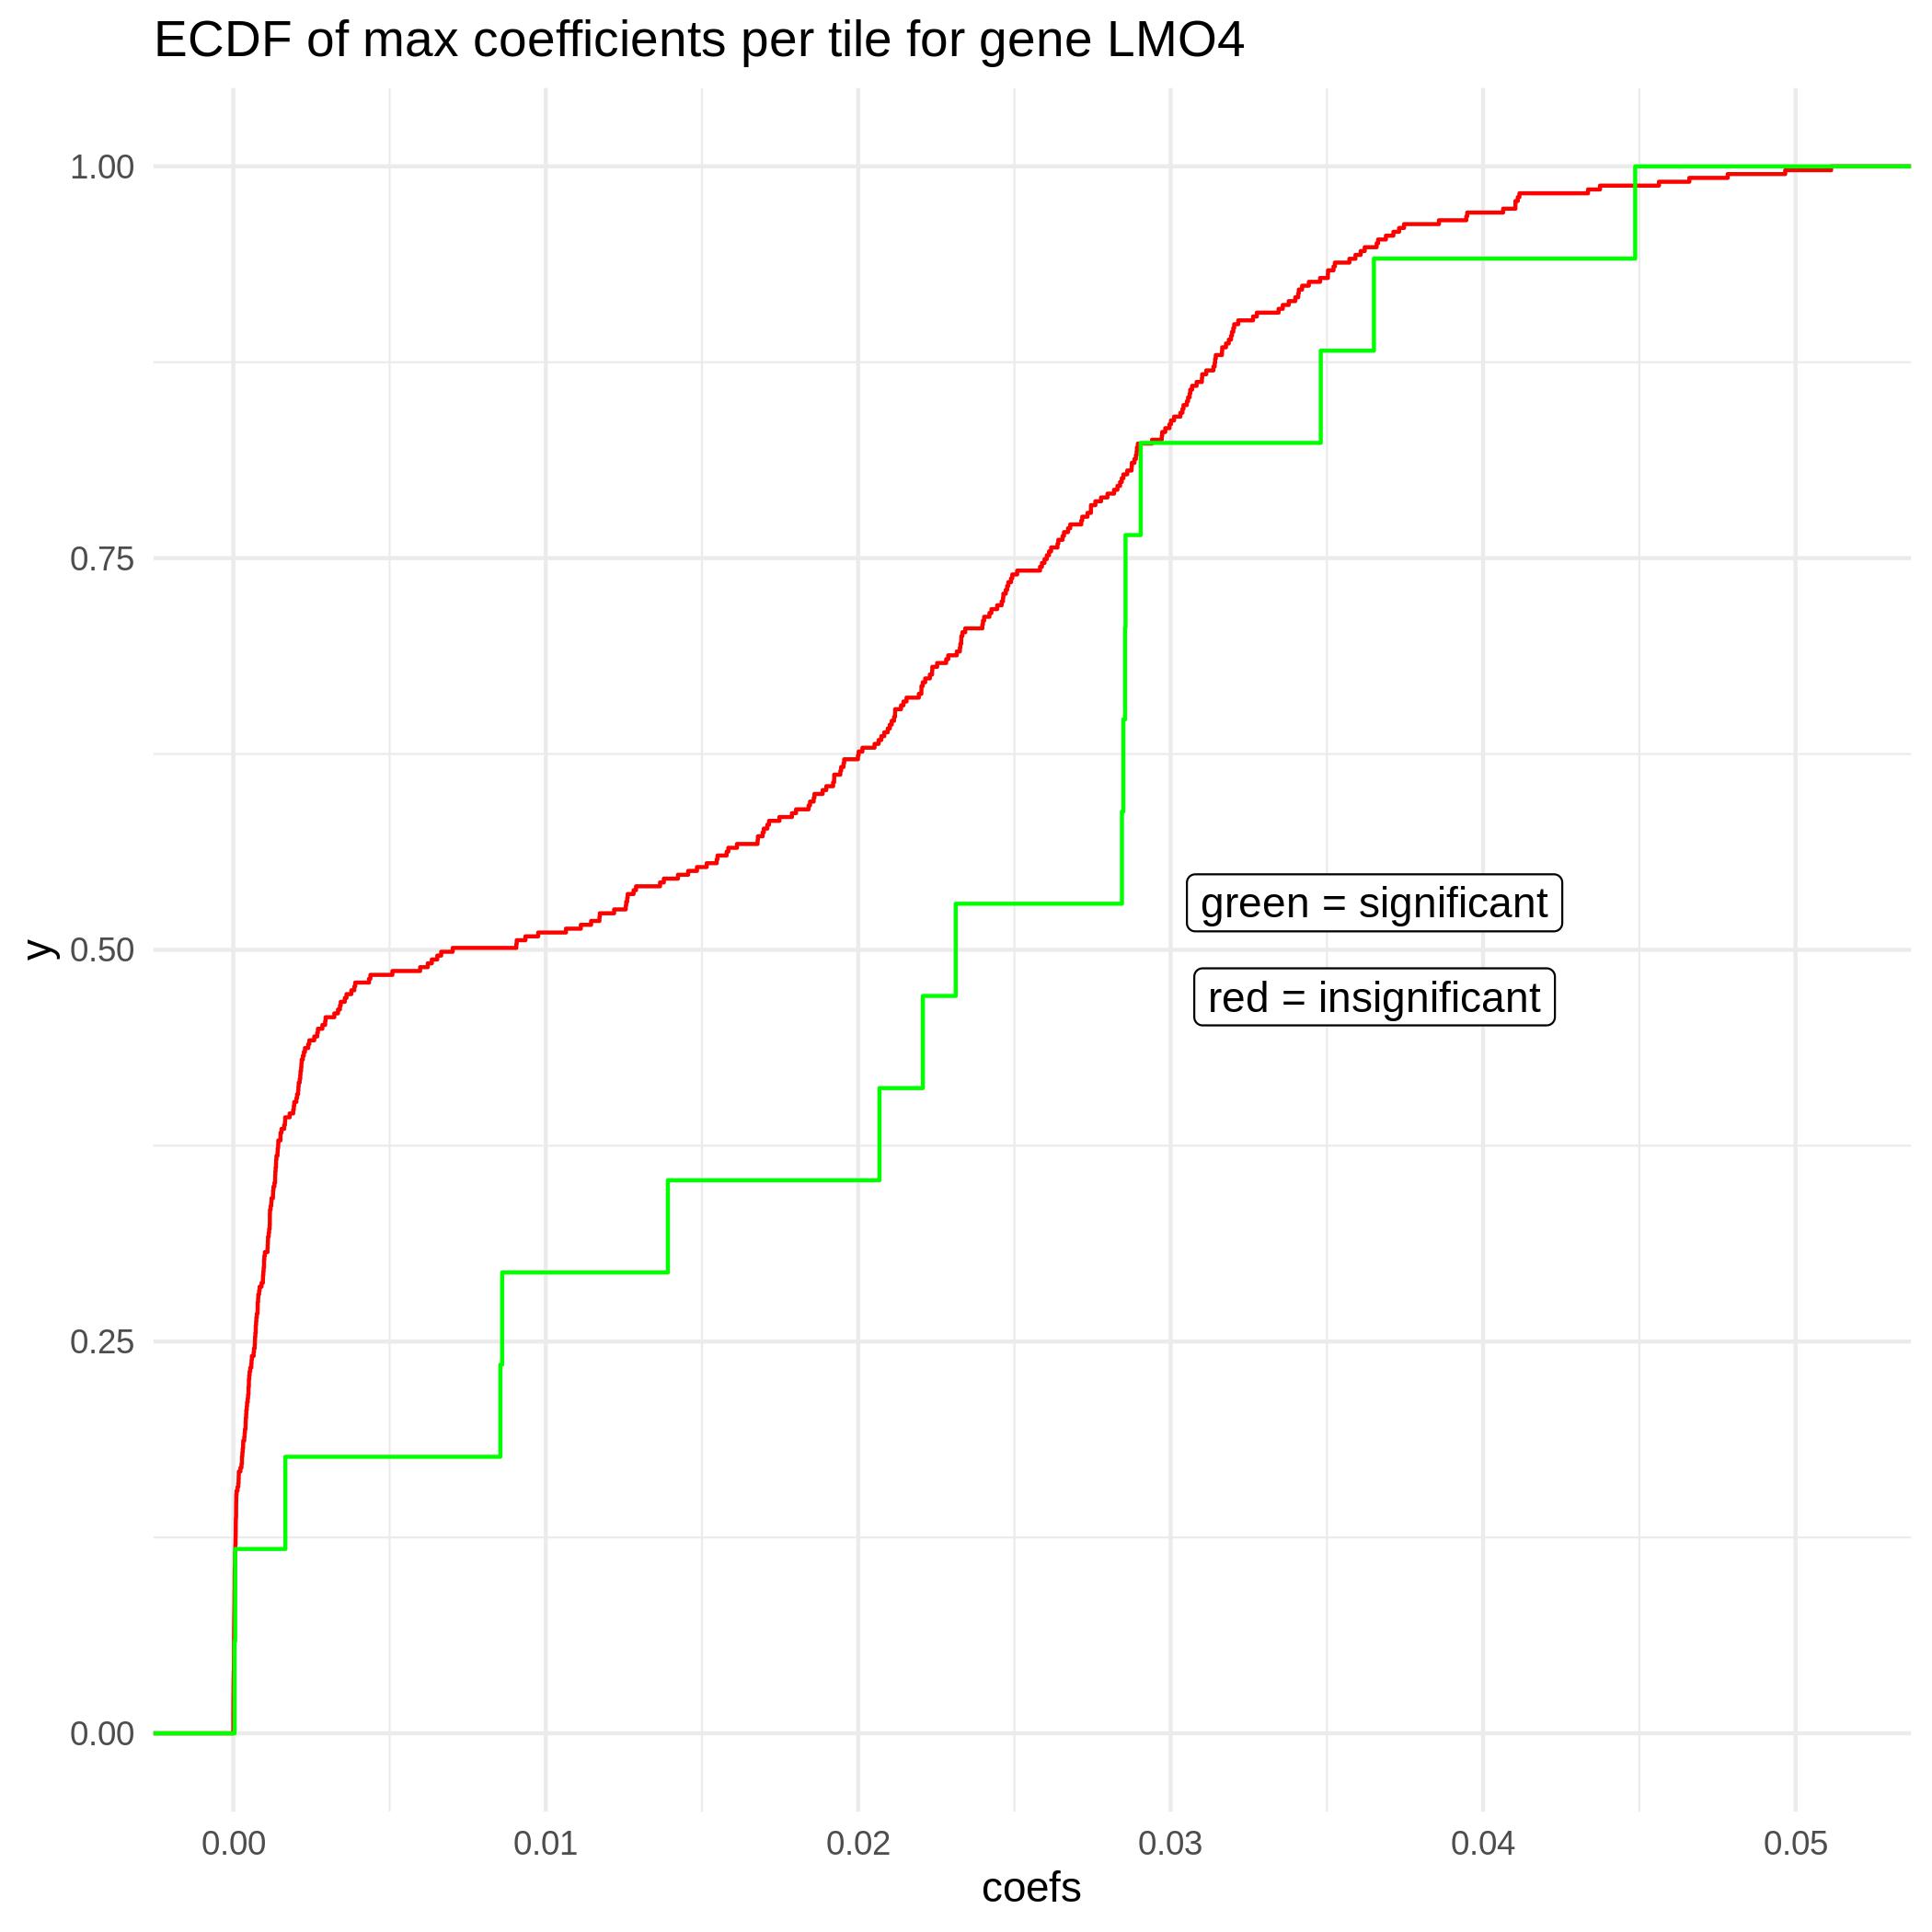 ECDF of max coefficients per tile for gene LMO4
1.00
0.75
0.50
0.25
0.00
y
green = significant
red = insignificant
0.00 0.01 0.02 0.03 0.04 0.05
coefs